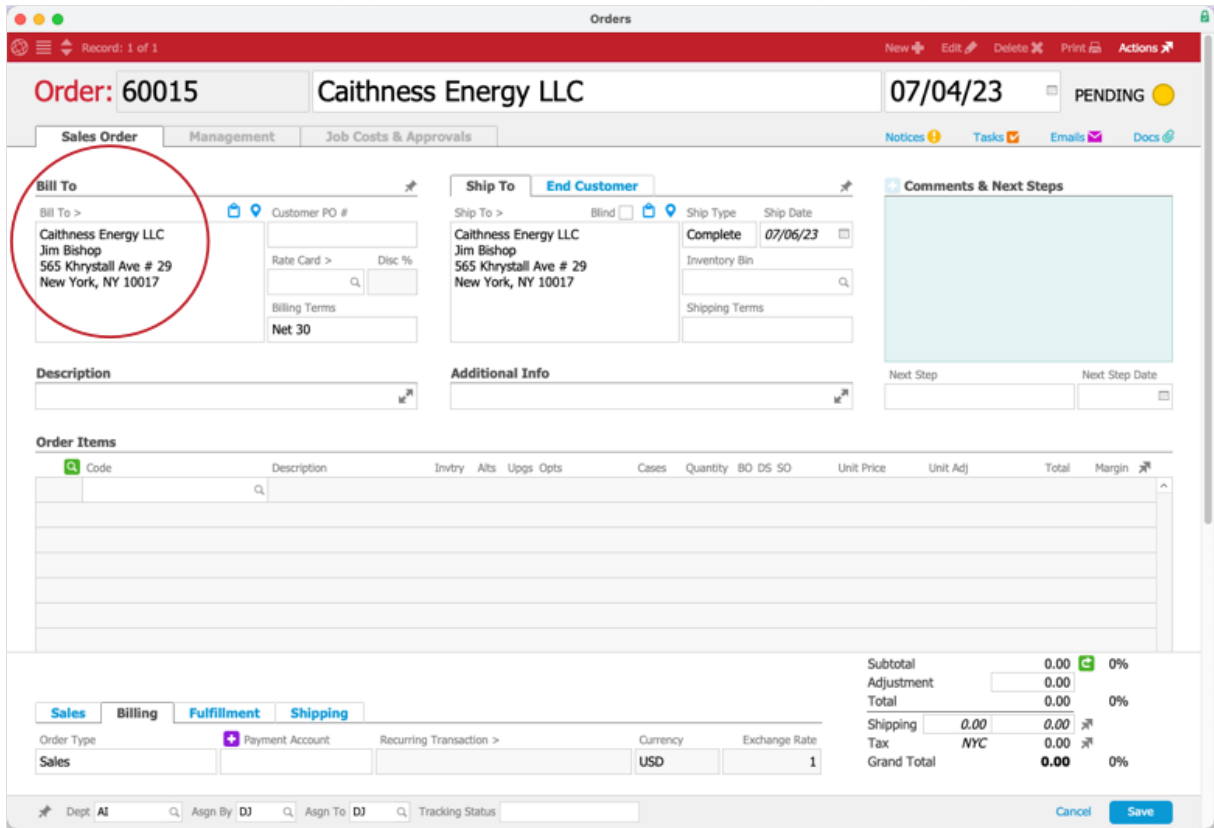 Orders
Record: 1 of 1 New Edit Delete Print Actions
Order: 60015 Caithness Energy LLC 07/04/23 PENDING
Sales Order Management Job Costs & Approvals Notices Tasks Emails Docs
Bill To Ship To End Customer Comments & Next Steps
Bill To > Customer PO # Ship To > Blind Ship Type Ship Date
Caithness Energy LLC Caithness Energy LLC Complete 07/06/23
Jim Bishop Jim Bishop
565 Khrystall Ave # 29 Rate Card > Disc % 565 Khrystall Ave # 29 Inventory Bin
New York, NY 10017 New York, NY 10017
Billing Terms Shipping Terms
Net 30
Description Additional Info Next Step Next Step Date
Order Items
Code Description Invtry Alts Upgs Opts Cases Quantity BO DS SO Unit Price Unit Adj Total Margin
Subtotal 0.00 0%
Adjustment 0.00
Total 0.00 0%
Sales Billing Fulfillment Shipping
Shipping 0.00 0.00
Order Type Payment Account Recurring Transaction > Currency Exchange Rate
Tax NYC 0.00
Sales USD 1
Grand Total 0.00 0%
Dept AI Asgn By DJ Asgn To DJ Tracking Status Cancel Save